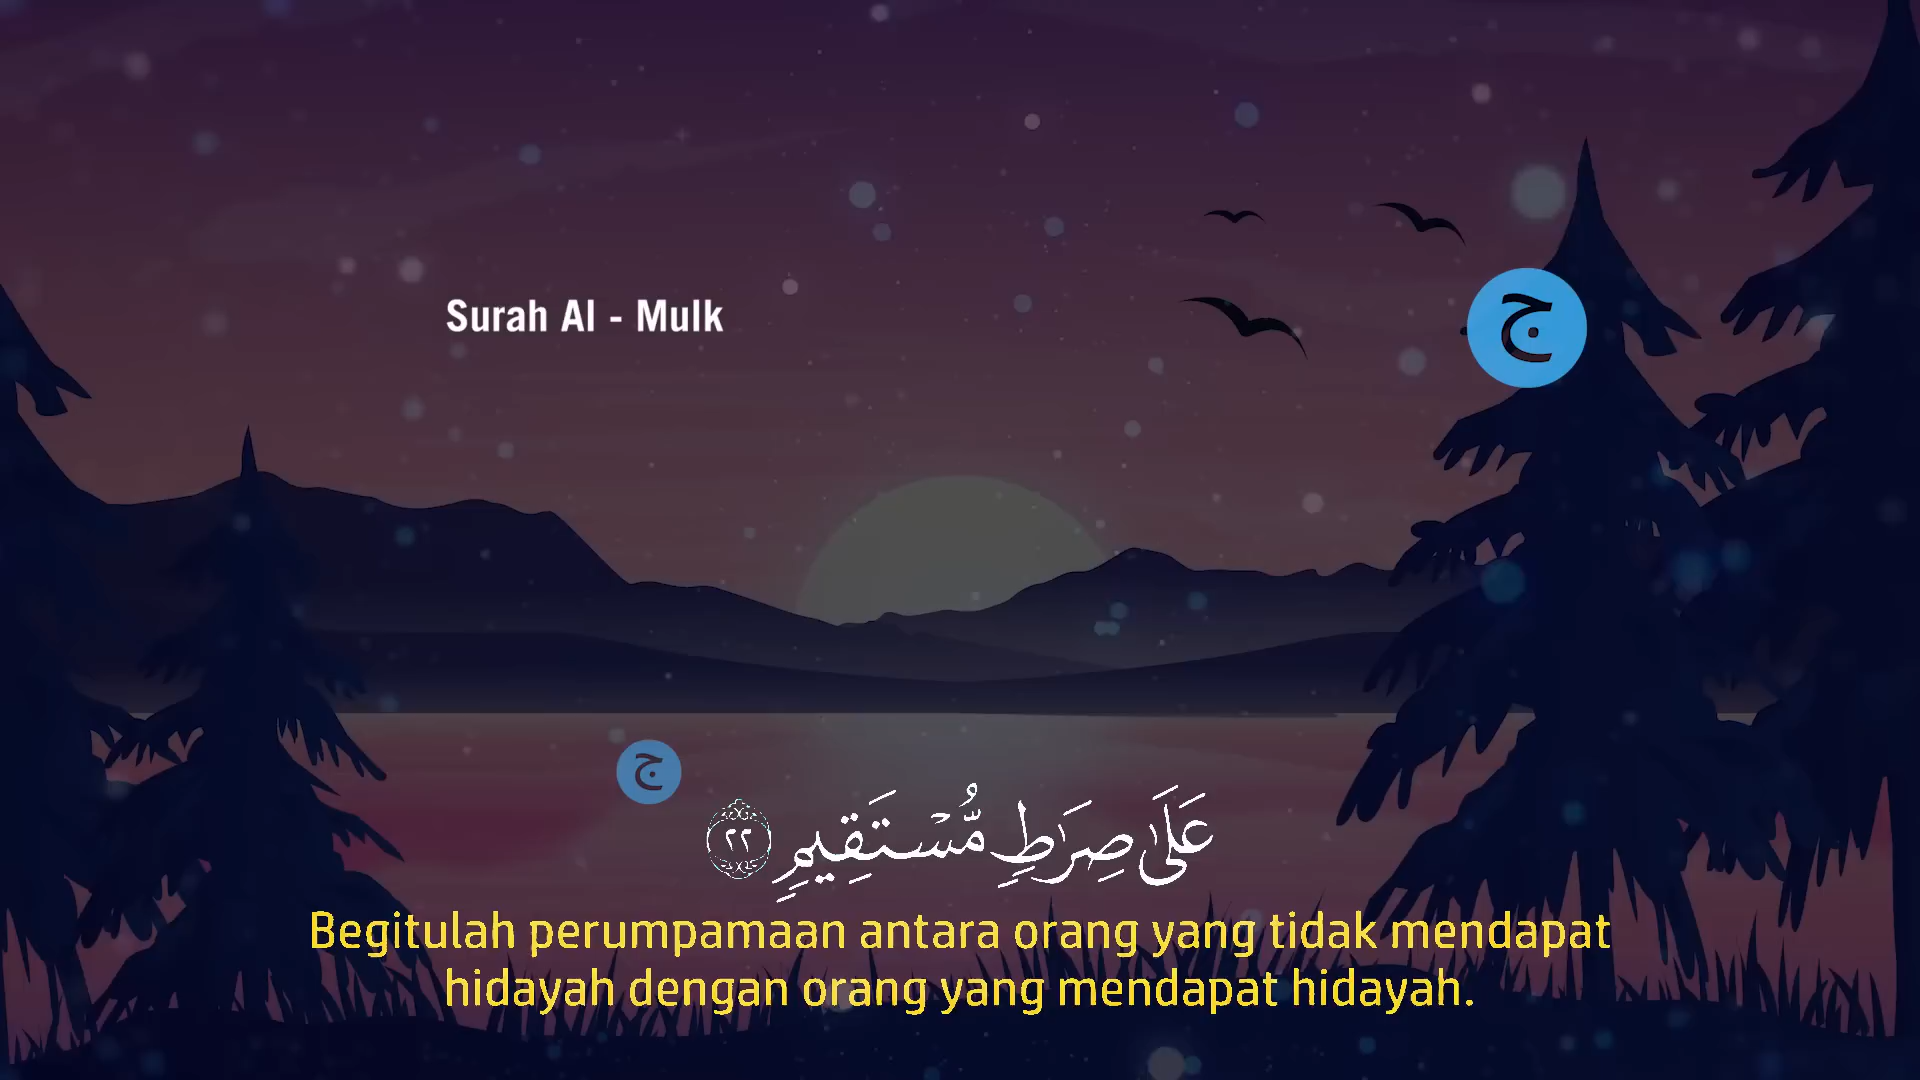 Surah Al - Mulk
ج
ج
عَلَىٰ صِرَٰطٍ مُّسْتَقِيمٍ ٢٢
Begitulah perumpamaan antara orang yang tidak mendapat
hidayah dengan orang yang mendapat hidayah.